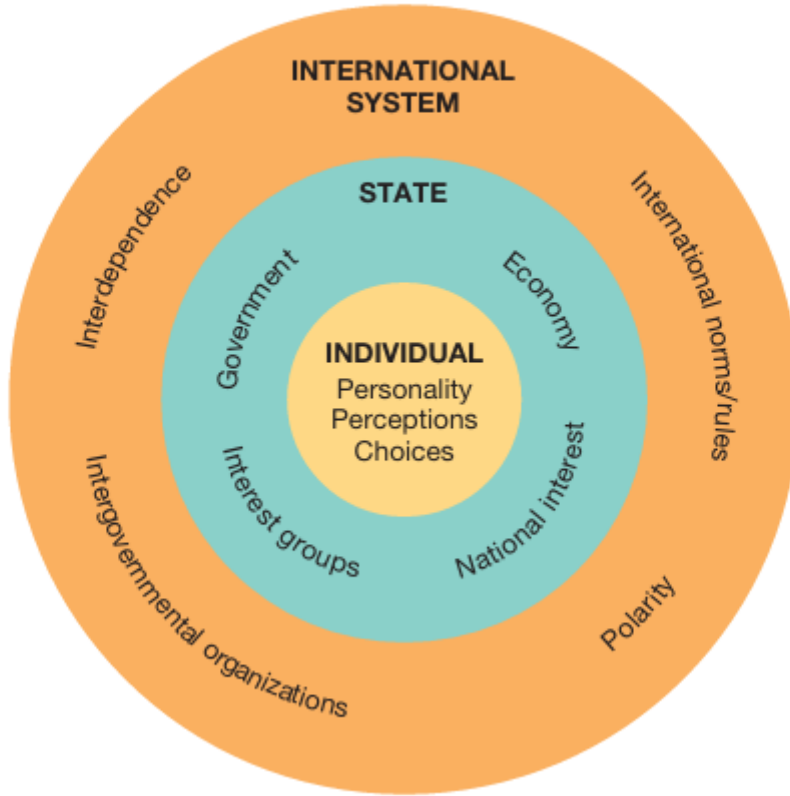 INTERNATIONAL
SYSTEM
Interdependence
International norms/rules
Intergovernmental organizations
Polarity
STATE
Government
Economy
Interest groups
National interest
INDIVIDUAL
Personality
Perceptions
Choices